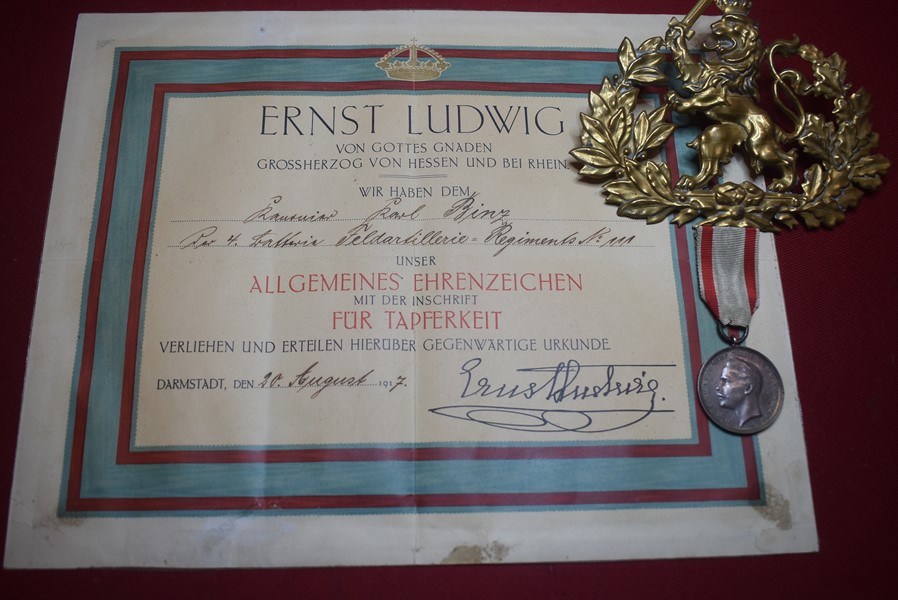 ERNST LUDWIG
VON GOTTES GNADEN
GROSSHERZOG VON HESSEN UND BEI RHEIN
WIR HABEN DEM
Kanonier Karl Binz
der 4. Batterie Feldartillerie=Regiments No 111
UNSER
ALLGEMEINES EHRENZEICHEN
MIT DER INSCHRIFT
FÜR TAPFERKEIT
VERLIEHEN UND ERTEILEN HIERÜBER GEGENWÄRTIGE URKUNDE
DARMSTADT, DEN 20. August 1917.
Ernst Ludwig.